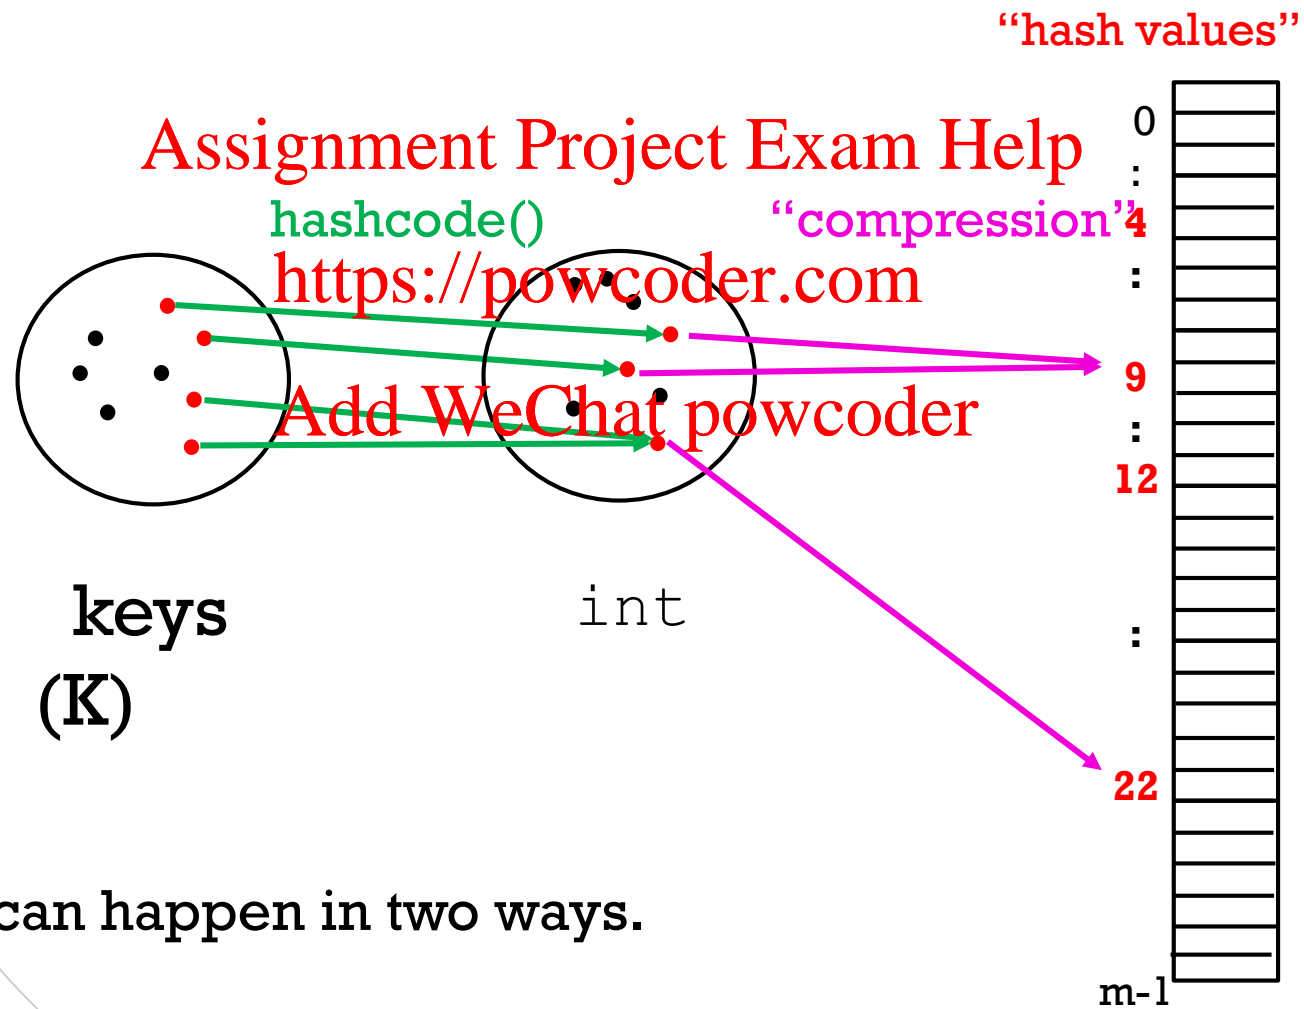 “hash values”
0
Assignment Project Exam Help
:
hashcode()
“compression”
4
https://powcoder.com
:
9
Add WeChat powcoder
:
12
keys
int
:
(K)
22
can happen in two ways.
m-1